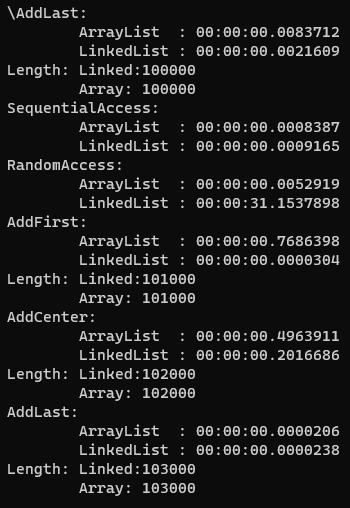 \AddLast:
ArrayList : 00:00:00.0083712
LinkedList : 00:00:00.0021609
Length: Linked:100000
Array: 100000
SequentialAccess:
ArrayList : 00:00:00.0008387
LinkedList : 00:00:00.0009165
RandomAccess:
ArrayList : 00:00:00.0052919
LinkedList : 00:00:31.1537898
AddFirst:
ArrayList : 00:00:00.7686398
LinkedList : 00:00:00.0000304
Length: Linked:101000
Array: 101000
AddCenter:
ArrayList : 00:00:00.4963911
LinkedList : 00:00:00.2016686
Length: Linked:102000
Array: 102000
AddLast:
ArrayList : 00:00:00.0000206
LinkedList : 00:00:00.0000238
Length: Linked:103000
Array: 103000